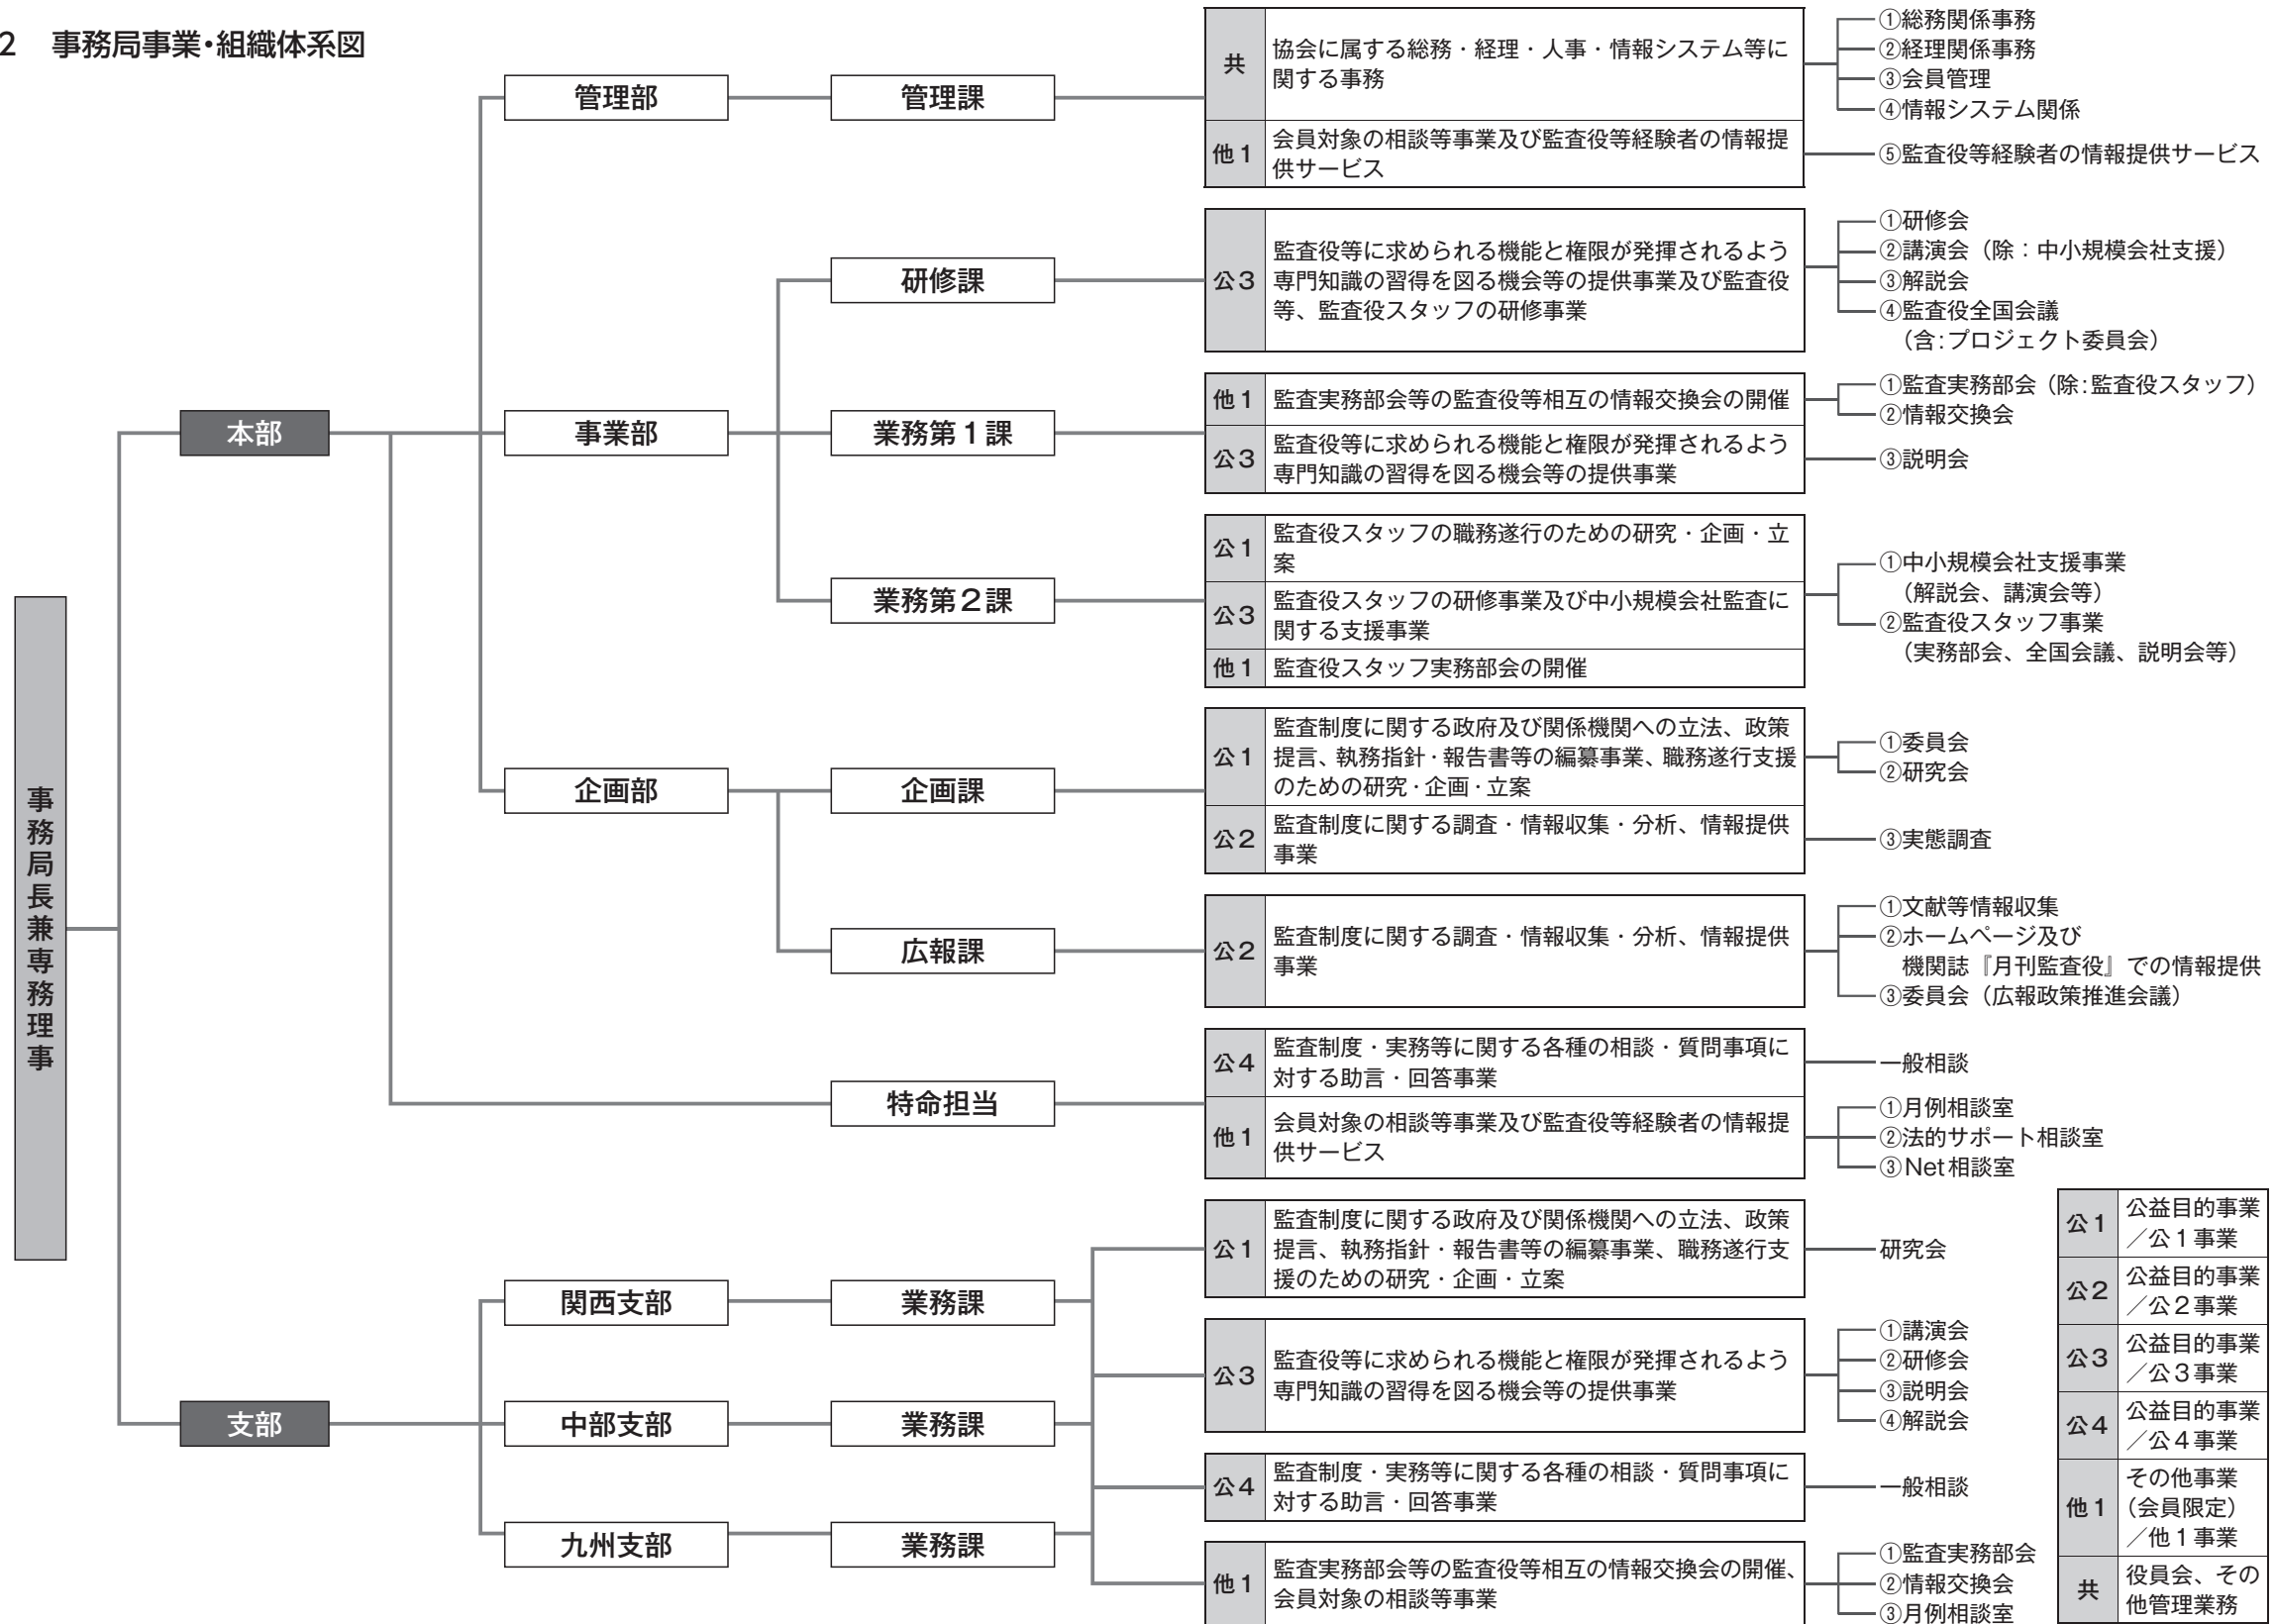 2　事務局事業・組織体系図
事務局長兼専務理事
本部
管理部
管理課
共
協会に属する総務・経理・人事・情報システム等に
関する事務
①総務関係事務
②経理関係事務
③会員管理
④情報システム関係
他1
会員対象の相談等事業及び監査役等経験者の情報提
供サービス
⑤監査役等経験者の情報提供サービス
事業部
研修課
公3
監査役等に求められる機能と権限が発揮されるよう
専門知識の習得を図る機会等の提供事業及び監査役
等、監査役スタッフの研修事業
①研修会
②講演会（除：中小規模会社支援）
③解説会
④監査役全国会議
（含:プロジェクト委員会）
業務第1課
他1
監査実務部会等の監査役等相互の情報交換会の開催
①監査実務部会（除:監査役スタッフ）
②情報交換会
公3
監査役等に求められる機能と権限が発揮されるよう
専門知識の習得を図る機会等の提供事業
③説明会
業務第2課
公1
監査役スタッフの職務遂行のための研究・企画・立
案
公3
監査役スタッフの研修事業及び中小規模会社監査に
関する支援事業
他1
監査役スタッフ実務部会の開催
①中小規模会社支援事業
（解説会、講演会等）
②監査役スタッフ事業
（実務部会、全国会議、説明会等）
企画部
企画課
公1
監査制度に関する政府及び関係機関への立法、政策
提言、執務指針・報告書等の編纂事業、職務遂行支援
のための研究・企画・立案
①委員会
②研究会
公2
監査制度に関する調査・情報収集・分析、情報提供
事業
③実態調査
広報課
公2
監査制度に関する調査・情報収集・分析、情報提供
事業
①文献等情報収集
②ホームページ及び
機関誌『月刊監査役』での情報提供
③委員会（広報政策推進会議）
特命担当
公4
監査制度・実務等に関する各種の相談・質問事項に
対する助言・回答事業
一般相談
他1
会員対象の相談等事業及び監査役等経験者の情報提
供サービス
①月例相談室
②法的サポート相談室
③Net相談室
支部
関西支部
業務課
中部支部
業務課
九州支部
業務課
公1
監査制度に関する政府及び関係機関への立法、政策
提言、執務指針・報告書等の編纂事業、職務遂行支
援のための研究・企画・立案
研究会
公3
監査役等に求められる機能と権限が発揮されるよう
専門知識の習得を図る機会等の提供事業
①講演会
②研修会
③説明会
④解説会
公4
監査制度・実務等に関する各種の相談・質問事項に
対する助言・回答事業
一般相談
他1
監査実務部会等の監査役等相互の情報交換会の開催、
会員対象の相談等事業
①監査実務部会
②情報交換会
③月例相談室
公1
公益目的事業
／公1事業
公2
公益目的事業
／公2事業
公3
公益目的事業
／公3事業
公4
公益目的事業
／公4事業
他1
その他事業
（会員限定）
／他1事業
共
役員会、その
他管理業務